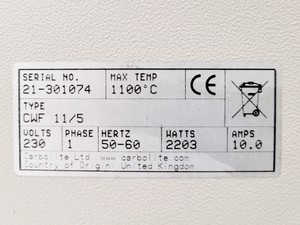 SERIAL NO. MAX TEMP
21-301074 1100°C CE
TYPE
CWF 11/5
VOLTS PHASE HERTZ WATTS AMPS
230 1 50-60 2203 10.0
Carbolite Ltd www.carbolite.com
Country of Origin: United Kingdom